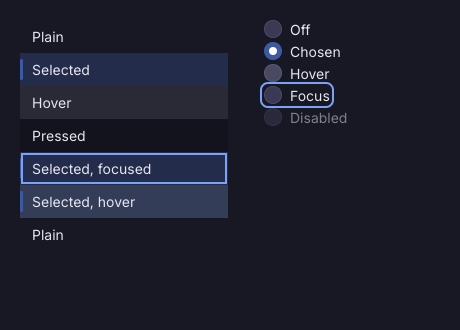 Plain
Selected
Hover
Pressed
Selected, focused
Selected, hover
Plain
Off
Chosen
Hover
Focus
Disabled